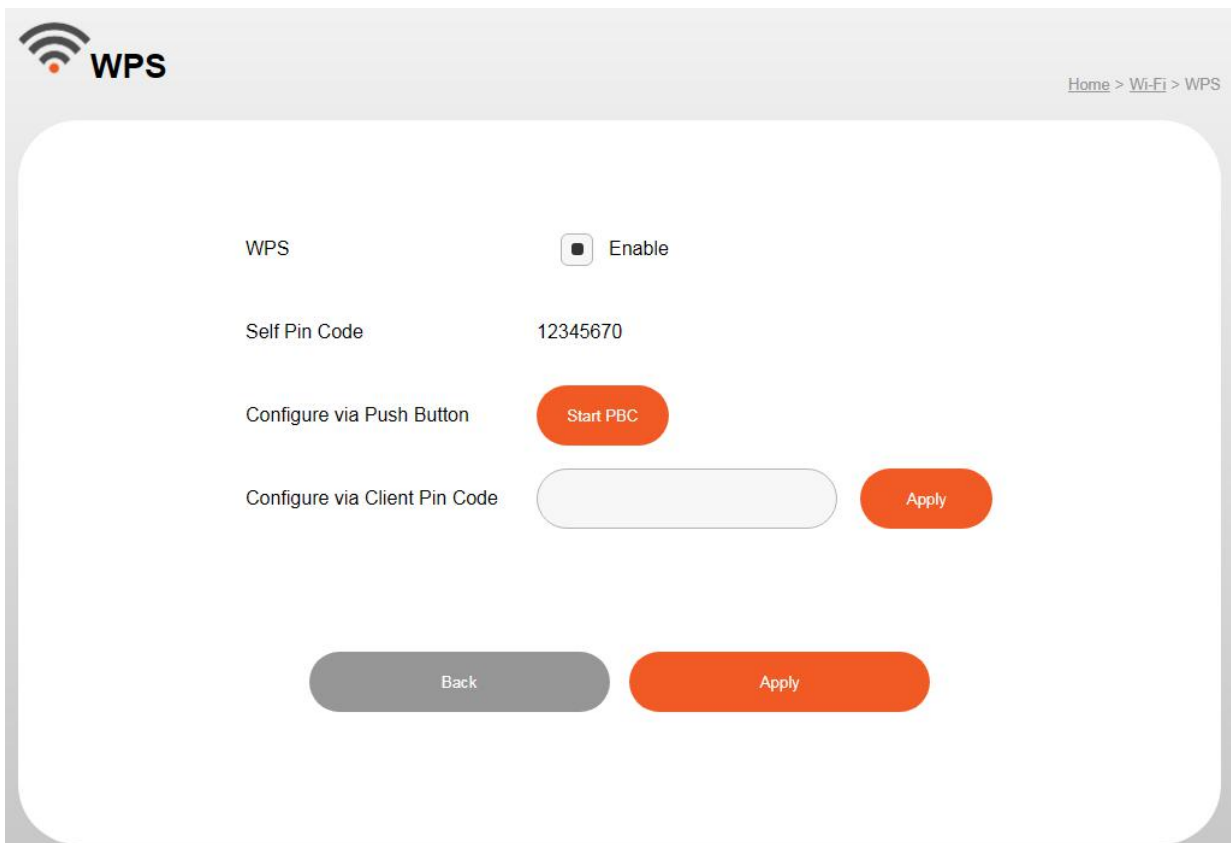 WPS
Home > Wi-Fi > WPS
WPS Enable
Self Pin Code 12345670
Configure via Push Button Start PBC
Configure via Client Pin Code Apply
Back Apply